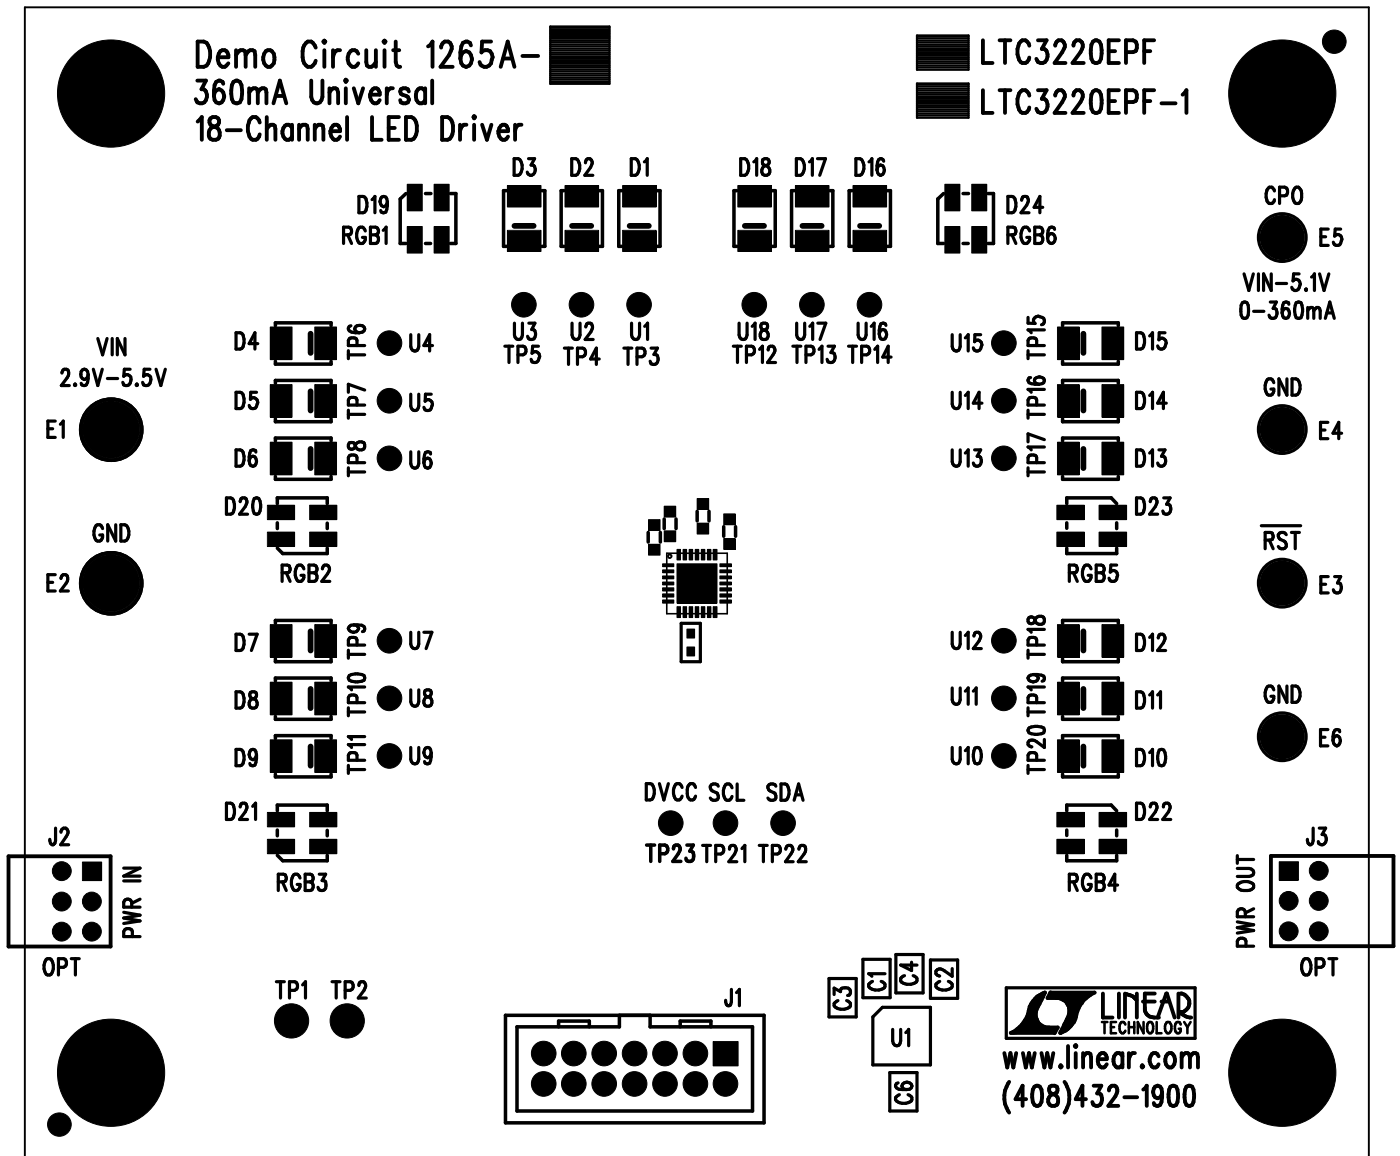 Demo Circuit 1265A-
360mA Universal
18-Channel LED Driver
LTC3220EPF
LTC3220EPF-1
D3 D2 D1 D18 D17 D16
D19
RGB1
D24
RGB6
CPO
E5
VIN-5.1V
0-360mA
U3 U2 U1 U18 U17 U16
TP5 TP4 TP3 TP12 TP13 TP14
VIN
2.9V-5.5V
E1
GND
E2
D4 TP6 U4
D5 TP7 U5
D6 TP8 U6
D20
RGB2
U15 TP15 D15
U14 TP16 D14
U13 TP17 D13
D23
RGB5
GND
E4
RST
E3
D7 TP9 U7
D8 TP10 U8
D9 TP11 U9
D21
RGB3
U12 TP18 D12
U11 TP19 D11
U10 TP20 D10
D22
RGB4
GND
E6
DVCC SCL SDA
TP23 TP21 TP22
J2
PWR IN
OPT
J3
PWR OUT
OPT
TP1 TP2
J1
C3 C1 C4 C2
U1
C6
LINEAR
TECHNOLOGY
www.linear.com
(408)432-1900